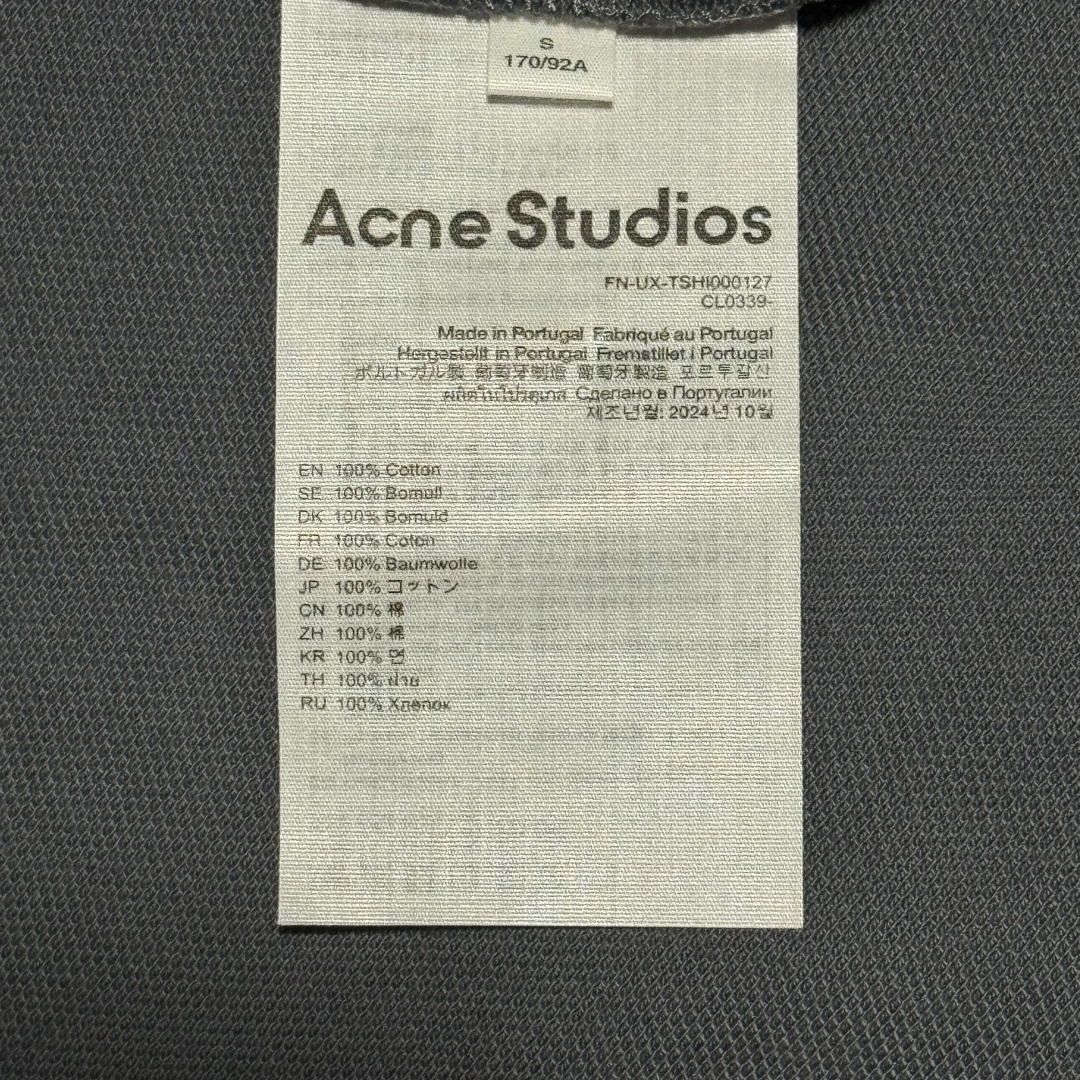 S
170/92A
Acne Studios
FN-UX-TSHI000127
CL0339-
Made in Portugal Fabriqué au Portugal
Hergestellt in Portugal Fremstillet i Portugal
ポルトガル製 葡萄牙制造 葡萄牙製造 포르투갈산
ผลิตในโปรตุเกส Сделано в Португалии
제조년월: 2024년 10월
EN 100% Cotton
SE 100% Bomull
DK 100% Bomuld
FR 100% Coton
DE 100% Baumwolle
JP 100% コットン
CN 100% 棉
ZH 100% 棉
KR 100% 면
TH 100% ฝ้าย
RU 100% Хлопок